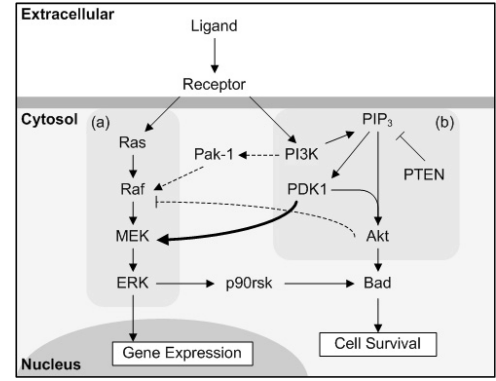 Extracellular
Ligand
Receptor
Cytosol
(a)
PIP3
(b)
Ras
Pak-1
PI3K
PTEN
Raf
PDK1
MEK
Akt
ERK
p90rsk
Bad
Gene Expression
Cell Survival
Nucleus